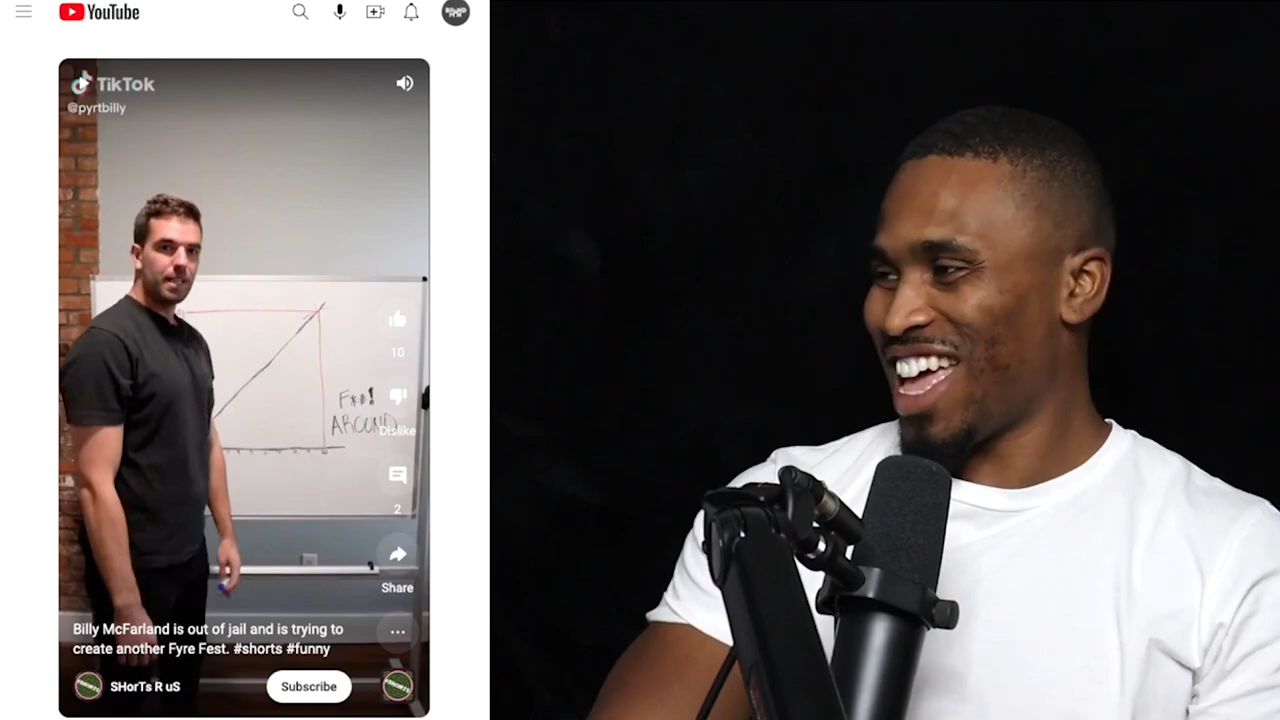 YouTube
TikTok
@pyrtbilly
10
F*@!
AROUND
Dislike
2
Share
Billy McFarland is out of jail and is trying to
create another Fyre Fest. #shorts #funny
SHorTs R uS
Subscribe